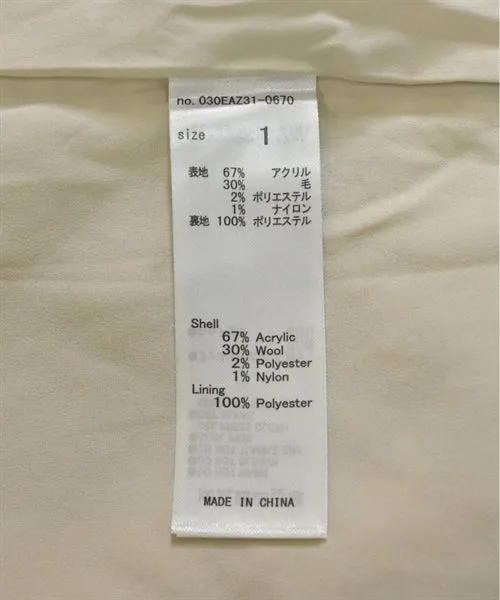 no. 030EAZ31-0670
size 1
表地 67% アクリル
30% 毛
2% ポリエステル
1% ナイロン
裏地 100% ポリエステル
Shell
67% Acrylic
30% Wool
2% Polyester
1% Nylon
Lining
100% Polyester
MADE IN CHINA